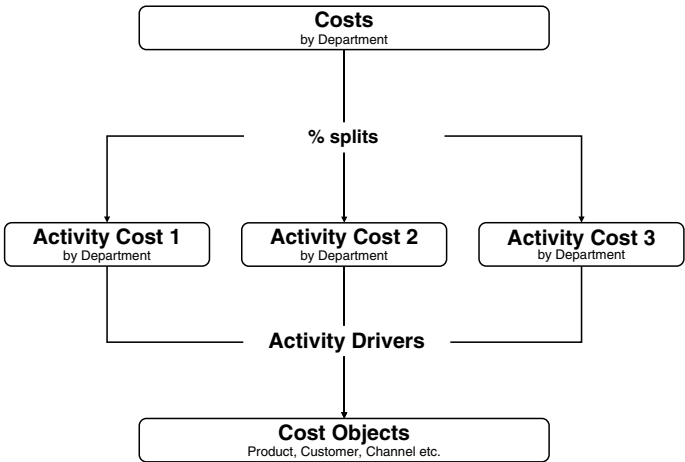 Costs
by Department
% splits
Activity Cost 1
by Department
Activity Cost 2
by Department
Activity Cost 3
by Department
Activity Drivers
Cost Objects
Product, Customer, Channel etc.